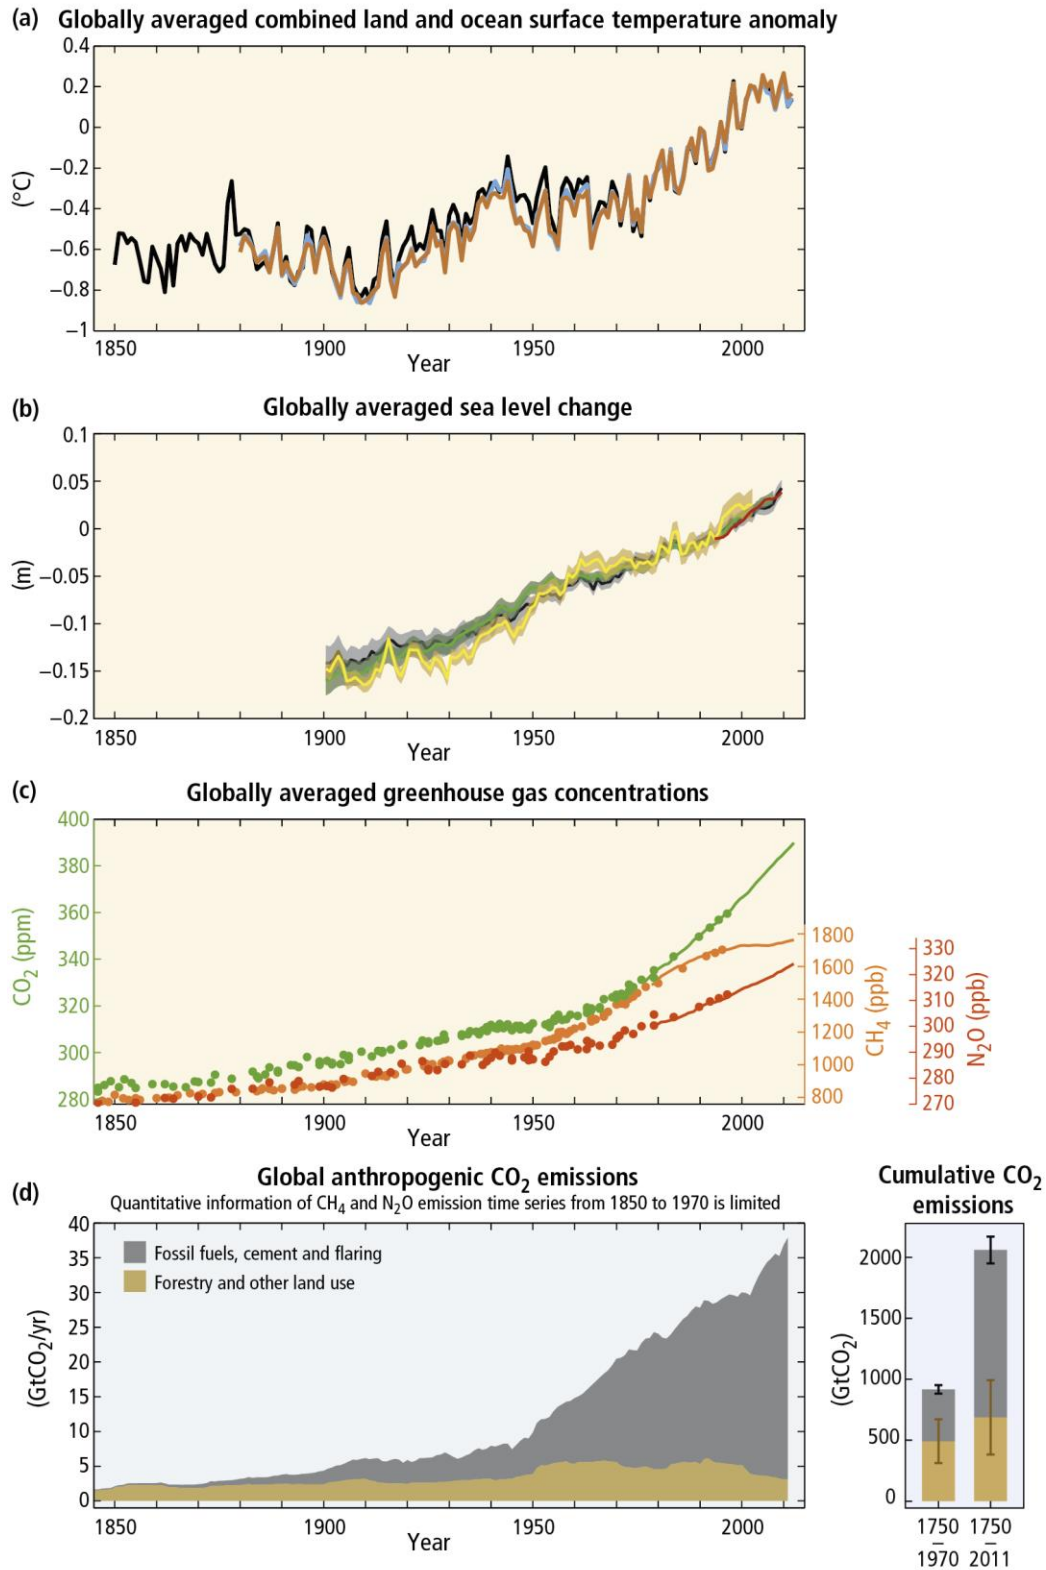 (a) Globally averaged combined land and ocean surface temperature anomaly
0.4
0.2
0
−0.2
−0.4
−0.6
−0.8
−1
(°C)
1850 1900 1950 2000
Year
(b) Globally averaged sea level change
0.1
0.05
0
−0.05
−0.1
−0.15
−0.2
(m)
1850 1900 1950 2000
Year
(c) Globally averaged greenhouse gas concentrations
400
380
360
340
320
300
280
CO2 (ppm)
1800
1600
1400
1200
1000
800
CH4 (ppb)
330
320
310
300
290
280
270
N2O (ppb)
1850 1900 1950 2000
Year
(d) Global anthropogenic CO2 emissions
Quantitative information of CH4 and N2O emission time series from 1850 to 1970 is limited
40
35
30
25
20
15
10
5
0
(GtCO2/yr)
Fossil fuels, cement and flaring
Forestry and other land use
1850 1900 1950 2000
Year
Cumulative CO2
emissions
2000
1500
1000
500
0
(GtCO2)
1750 1750
– –
1970 2011